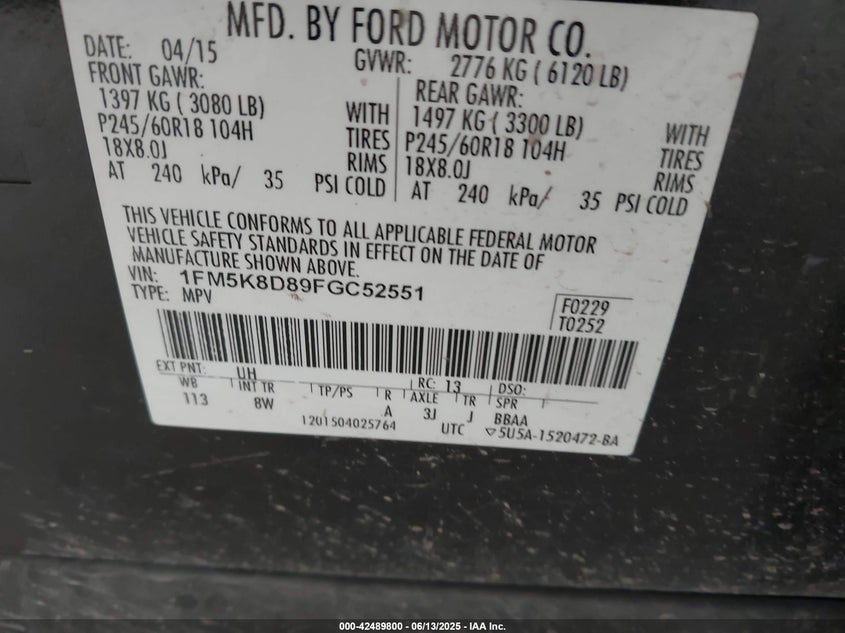 MFD. BY FORD MOTOR CO.
DATE: 04/15 GVWR: 2776 KG ( 6120 LB)
FRONT GAWR: REAR GAWR:
1397 KG ( 3080 LB) WITH 1497 KG ( 3300 LB) WITH
P245/60R18 104H TIRES P245/60R18 104H TIRES
18X8.0J RIMS 18X8.0J RIMS
AT 240 kPa/ 35 PSI COLD AT 240 kPa/ 35 PSI COLD
THIS VEHICLE CONFORMS TO ALL APPLICABLE FEDERAL MOTOR
VEHICLE SAFETY STANDARDS IN EFFECT ON THE DATE OF
MANUFACTURE SHOWN ABOVE.
VIN: 1FM5K8D89FGC52551
TYPE: MPV
F0229
T0252
EXT PNT: UH RC: 13 DSO:
WB INT TR TP/PS R AXLE TR SPR
113 8W A 3J J BBAA
1201504025764 UTC ▽5U5A-1520472-BA
000-42489800 - 06/13/2025 - IAA Inc.